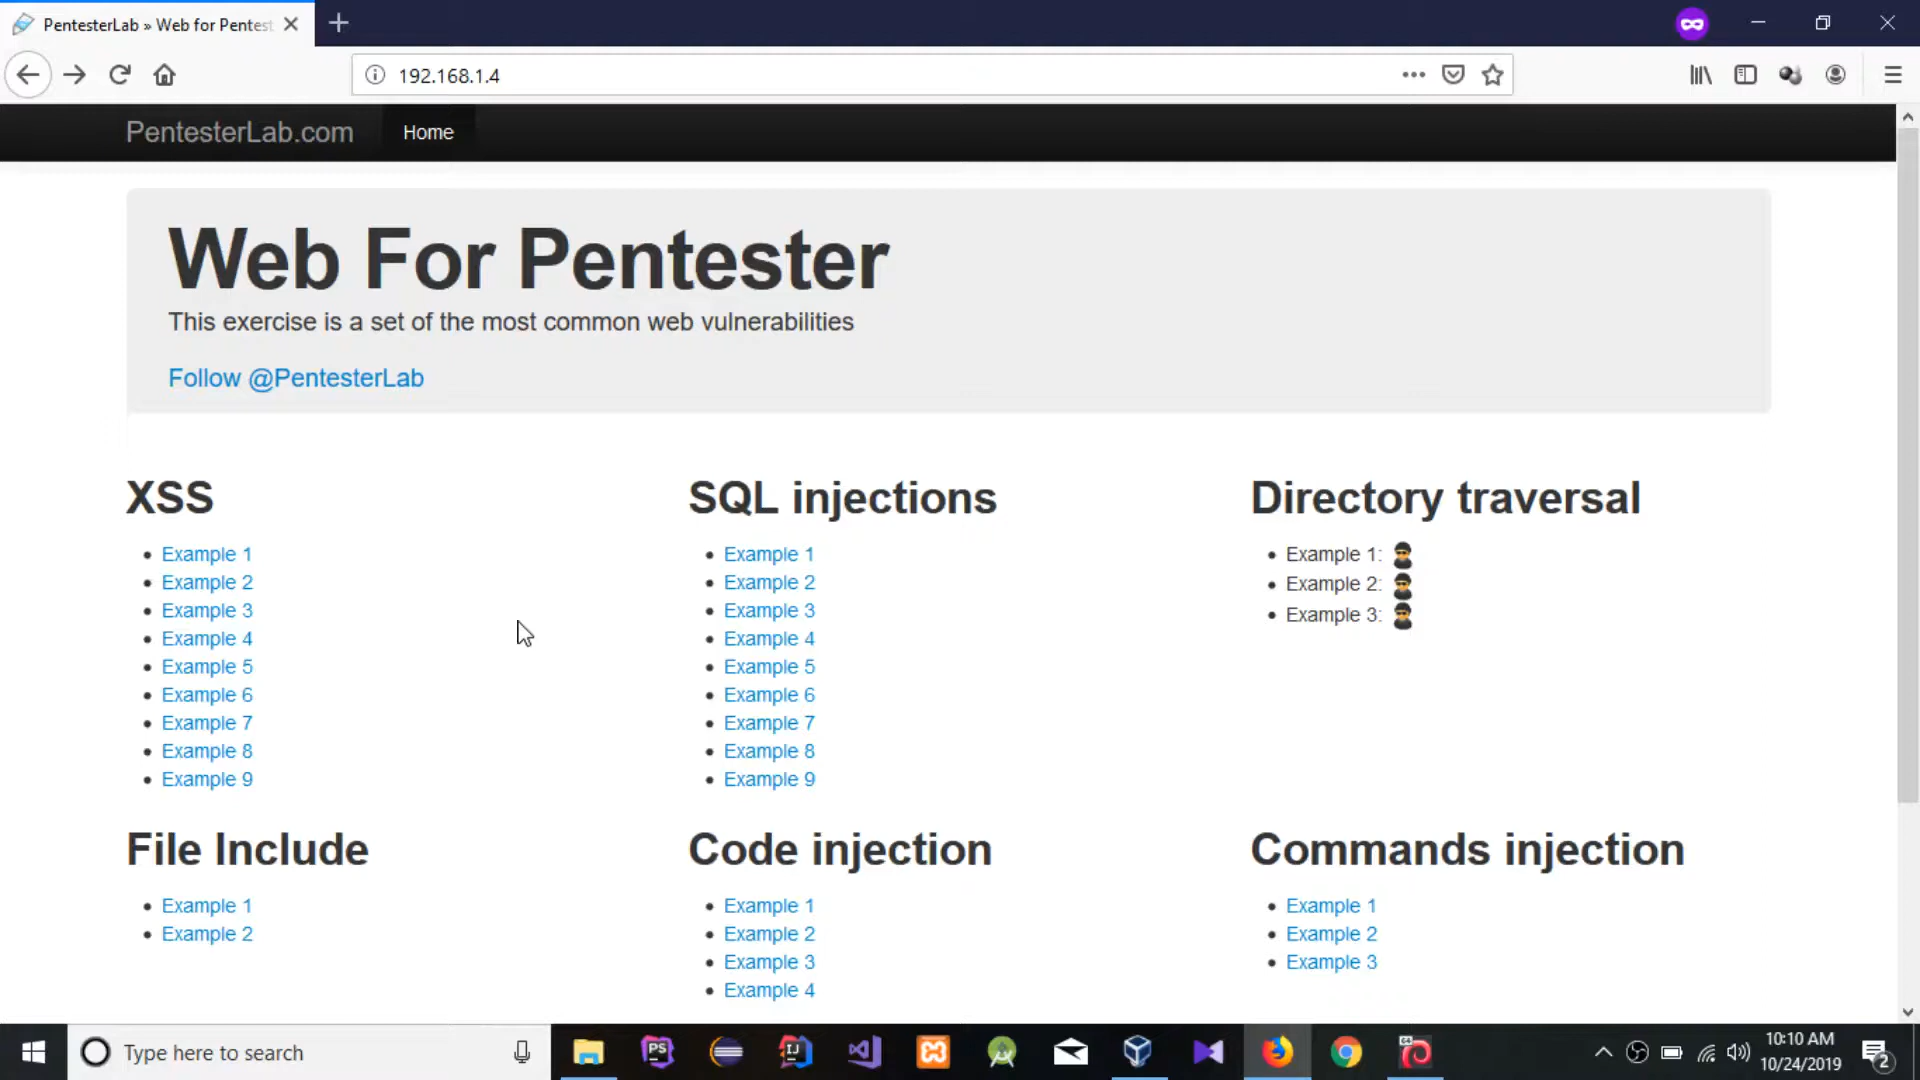 PentesterLab » Web for Pentest
192.168.1.4
PentesterLab.com Home
Web For Pentester
This exercise is a set of the most common web vulnerabilities
Follow @PentesterLab
XSS
Example 1
Example 2
Example 3
Example 4
Example 5
Example 6
Example 7
Example 8
Example 9
SQL injections
Example 1
Example 2
Example 3
Example 4
Example 5
Example 6
Example 7
Example 8
Example 9
Directory traversal
Example 1:
Example 2:
Example 3:
File Include
Example 1
Example 2
Code injection
Example 1
Example 2
Example 3
Example 4
Commands injection
Example 1
Example 2
Example 3
Type here to search
PS
IJ
64
10:10 AM
10/24/2019
2